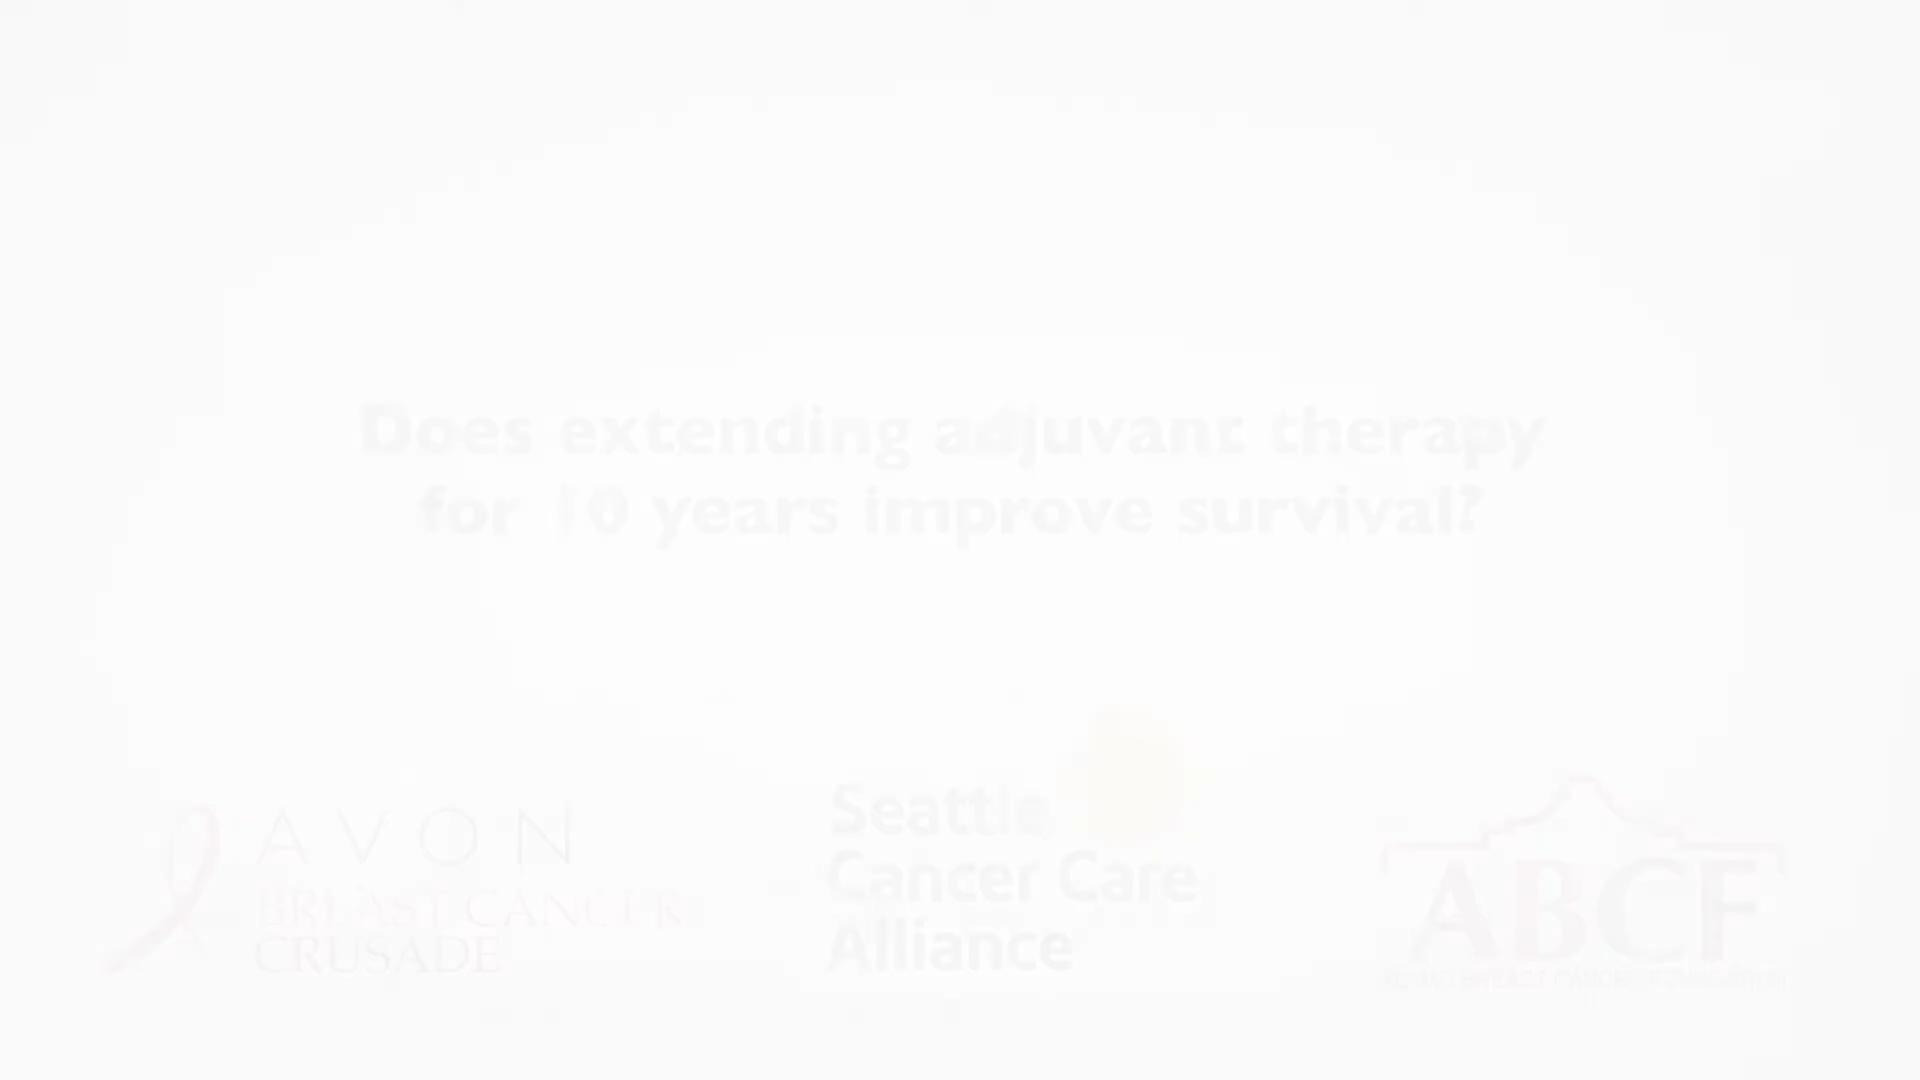 Does extending adjuvant therapy
for 10 years improve survival?
AVON
BREAST CANCER
CRUSADE
Seattle
Cancer Care
Alliance
ABCF